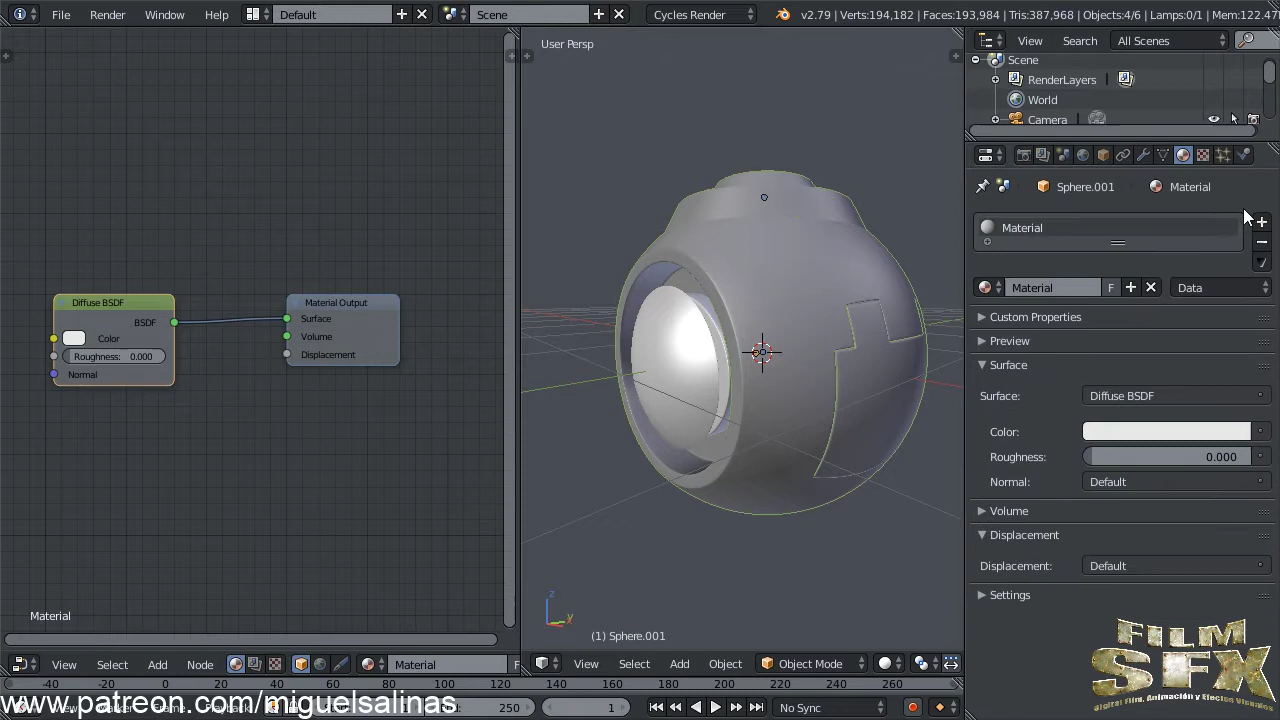 File Render Window Help Default Scene Cycles Render v2.79 | Verts:194,182 | Faces:193,984 | Tris:387,968 | Objects:4/6 | Lamps:0/1 | Mem:122.47
View Search All Scenes
Scene
RenderLayers
World
Camera
User Persp
Sphere.001 Material
Material
Material F Data
Custom Properties
Preview
Surface
Surface: Diffuse BSDF
Color:
Roughness: 0.000
Normal: Default
Volume
Displacement
Displacement: Default
Settings
Diffuse BSDF
BSDF
Color
Roughness: 0.000
Normal
Material Output
Surface
Volume
Displacement
Material
(1) Sphere.001
View Select Add Node Material F
View Select Add Object Object Mode
-40 -20 0 20 40 60 80 100 120 140 160 180 200 220 240 260
www.patreon.com/miguelsalinas
250 1 No Sync
FILM
SFX
Digital Film, Animación y Efectos Visuales